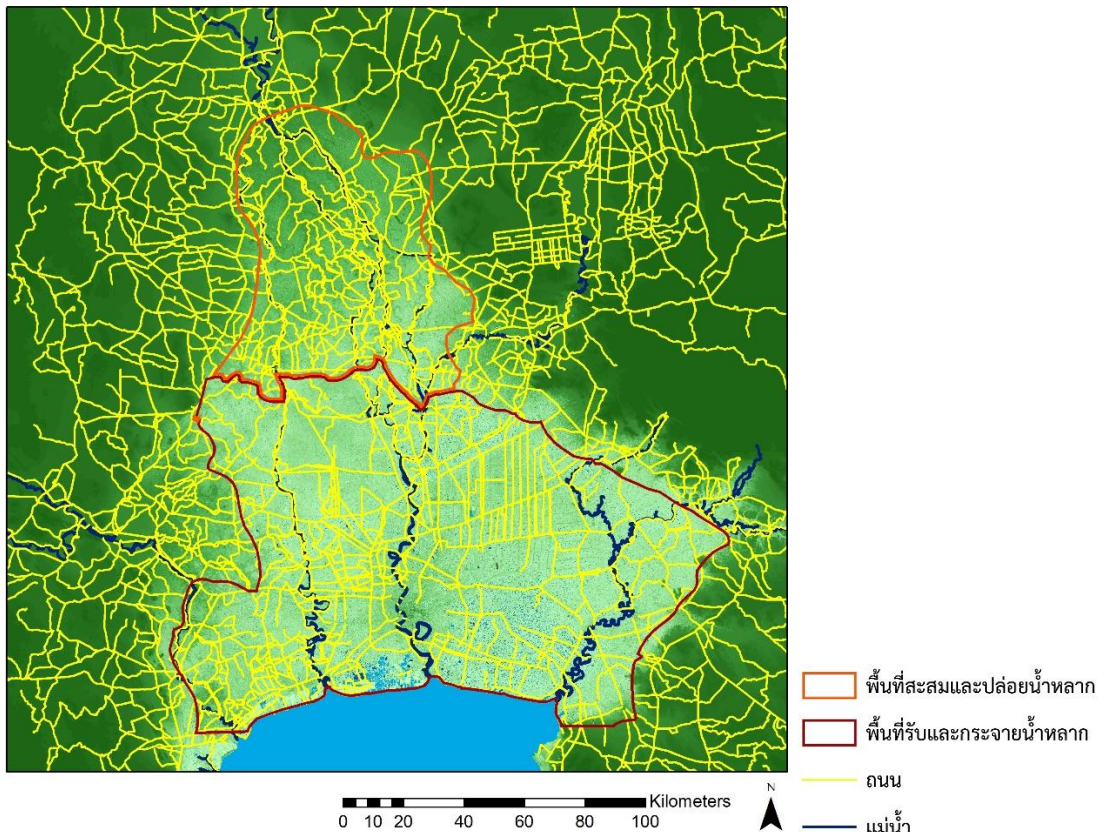 พื้นที่สะสมและปล่อยน้ำหลาก
พื้นที่รับและกระจายน้ำหลาก
ถนน
แม่น้ำ
Kilometers
0 10 20 40 60 80 100
N